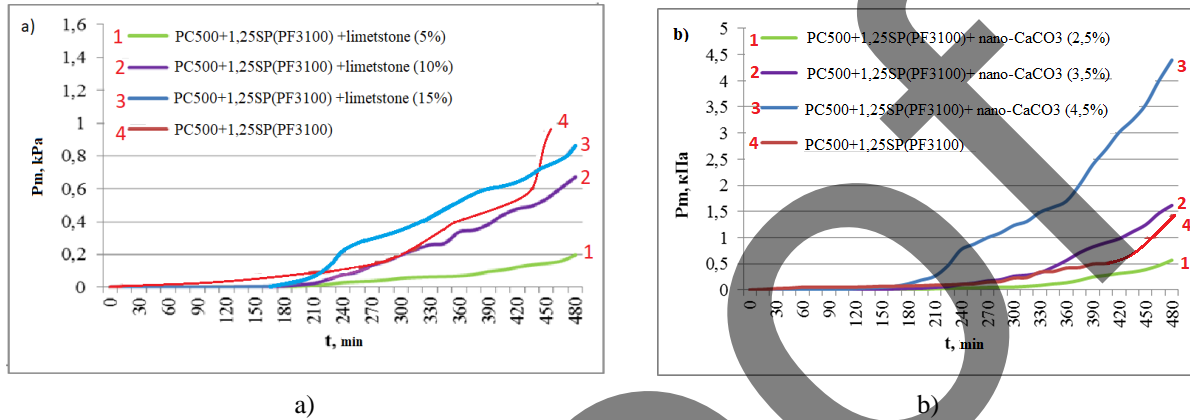 a)
1,6
1,4
1,2
1
0,8
0,6
0,4
0,2
0
Pm, kPa
1 PC500+1,25SP(PF3100) +limetstone (5%)
2 PC500+1,25SP(PF3100) +limetstone (10%)
3 PC500+1,25SP(PF3100) +limetstone (15%)
4 PC500+1,25SP(PF3100)
4
3
2
1
0 30 60 90 120 150 180 210 240 270 300 330 360 390 420 450 480
t, min
b)
5
4,5
4
3,5
3
2,5
2
1,5
1
0,5
0
Pm, кПа
1 PC500+1,25SP(PF3100)+ nano-CaCO3 (2,5%)
2 PC500+1,25SP(PF3100)+ nano-CaCO3 (3,5%)
3 PC500+1,25SP(PF3100)+ nano-CaCO3 (4,5%)
4 PC500+1,25SP(PF3100)
3
2
4
1
0 30 60 90 120 150 180 210 240 270 300 330 360 390 420 450 480
t, min
a) b)